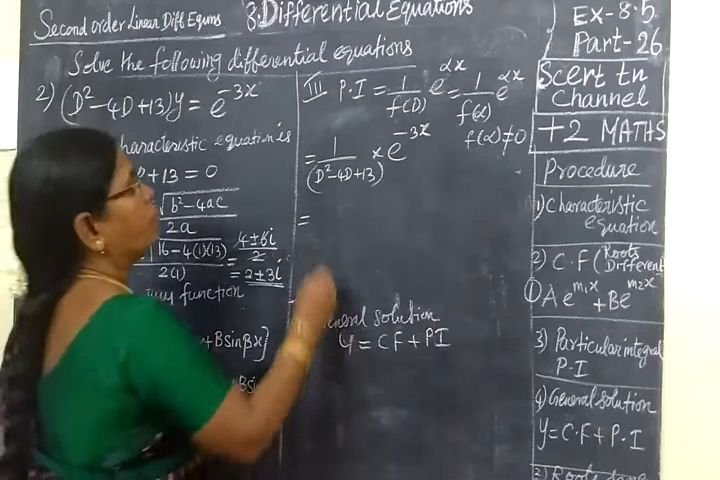 Second order Linear Diff Equns
8. Differential Equations
Solve the following differential equations
2) (D²-4D+13)y = e^-3x
characteristic equation is
+13 = 0
√b²-4ac
2a
16-4(1)(13) = 4±6i
2(1) 2
= 2±3i
function
+Bsinβx]
III P.I = 1/f(D) e^αx = 1/f(α) e^αx
f(α)≠0
= 1/(D²-4D+13) × e^-3x
=
General solution
y = CF + PI
EX-8.5
Part-26
Scert tn
Channel
+2 MATHS
Procedure
1) Characteristic
equation
2) C.F (Roots
Different
① Ae^m₁x + Be^m₂x
3) Particular integral
P.I
4) General solution
y = C.F + P.I